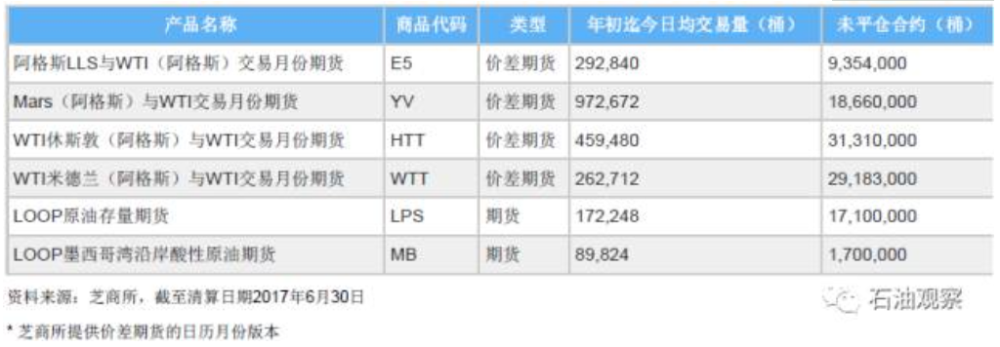 产品名称 商品代码 类型 年初迄今日均交易量（桶） 未平仓合约（桶）
阿格斯LLS与WTI（阿格斯）交易月份期货 E5 价差期货 292,840 9,354,000
Mars（阿格斯）与WTI交易月份期货 YV 价差期货 972,672 18,660,000
WTI休斯敦（阿格斯）与WTI交易月份期货 HTT 价差期货 459,480 31,310,000
WTI米德兰（阿格斯）与WTI交易月份期货 WTT 价差期货 262,712 29,183,000
LOOP原油存量期货 LPS 期货 172,248 17,100,000
LOOP墨西哥湾沿岸酸性原油期货 MB 期货 89,824 1,700,000
资料来源：芝商所，截至清算日期2017年6月30日
石油观察
* 芝商所提供价差期货的日历月份版本